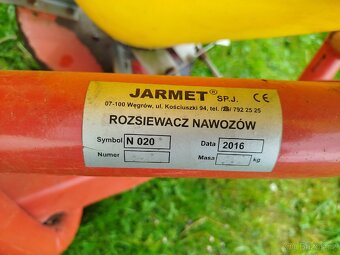 JARMET® SP.J. CE
07-100 Węgrów, ul. Kościuszki 94, tel. /25/ 792 25 25
ROZSIEWACZ NAWOZÓW
Symbol N 020 Data 2016
Numer Masa kg